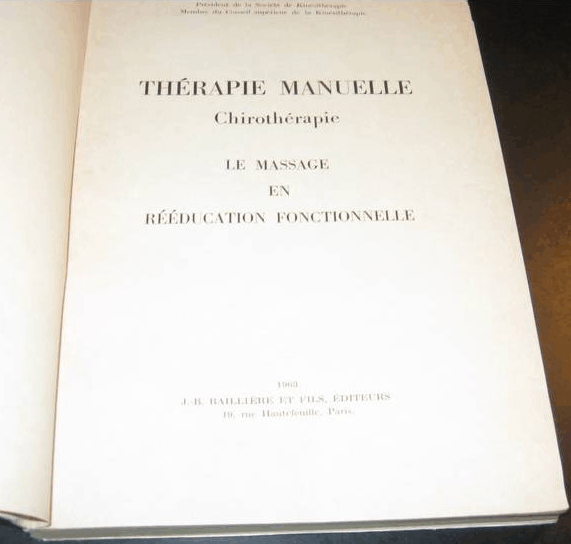 Président de la Société de Kinésithérapie
Membre du Conseil supérieur de la Kinésithérapie.
THÉRAPIE MANUELLE
Chirothérapie
LE MASSAGE
EN
RÉÉDUCATION FONCTIONNELLE
J.-B. BAILLIÈRE ET FILS, ÉDITEURS
19, rue Hautefeuille, Paris.